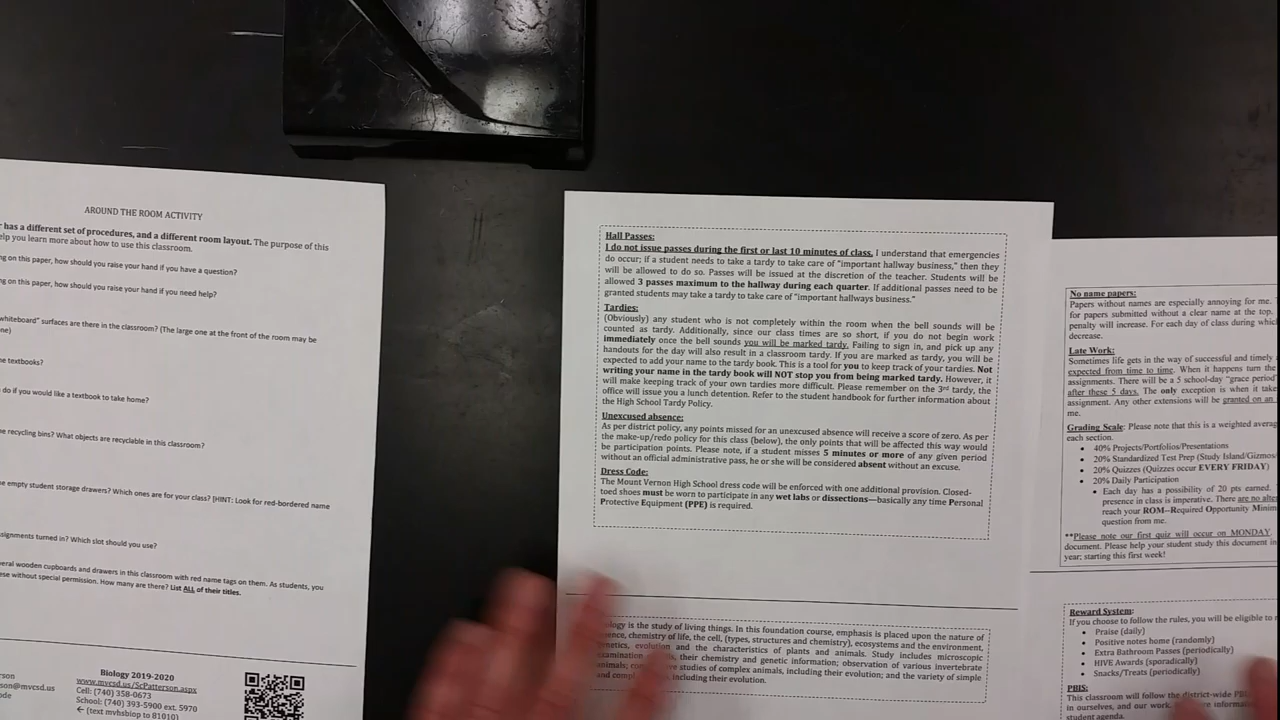 AROUND THE ROOM ACTIVITY
has a different set of procedures, and a different room layout. The purpose of this
help you learn more about how to use this classroom.
on this paper, how should you raise your hand if you have a question?
on this paper, how should you raise your hand if you need help?
whiteboard" surfaces are there in the classroom? (The large one at the front of the room may be
textbooks?
do if you would like a textbook to take home?
recycling bins? What objects are recyclable in this classroom?
empty student storage drawers? Which ones are for your class? [HINT: Look for red-bordered name
assignments turned in? Which slot should you use?
wooden cupboards and drawers in this classroom with red name tags on them. As students, you
without special permission. How many are there? List ALL of their titles.
Biology 2019-2020
www.mvcsd.us/ScPatterson.aspx
Cell: (740) 358-0673
School: (740) 393-5900 ext. 5970
← (text mvhsbiop to 81010)
Hall Passes:
I do not issue passes during the first or last 10 minutes of class. I understand that emergencies
do occur; if a student needs to take a tardy to take care of "important hallway business," then they
will be allowed to do so. Passes will be issued at the discretion of the teacher. Students will be
allowed 3 passes maximum to the hallway during each quarter. If additional passes need to be
granted students may take a tardy to take care of "important hallways business."
Tardies:
(Obviously) any student who is not completely within the room when the bell sounds will be
counted as tardy. Additionally, since our class times are so short, if you do not begin work
immediately once the bell sounds you will be marked tardy. Failing to sign in, and pick up any
handouts for the day will also result in a classroom tardy. If you are marked as tardy, you will be
expected to add your name to the tardy book. This is a tool for you to keep track of your tardies. Not
writing your name in the tardy book will NOT stop you from being marked tardy. However, it
will make keeping track of your own tardies more difficult. Please remember on the 3rd tardy, the
office will issue you a lunch detention. Refer to the student handbook for further information about
the High School Tardy Policy.
Unexcused absence:
As per district policy, any points missed for an unexcused absence will receive a score of zero. As per
the make-up/redo policy for this class (below), the only points that will be affected this way would
be participation points. Please note, if a student misses 5 minutes or more of any given period
without an official administrative pass, he or she will be considered absent without an excuse.
Dress Code:
The Mount Vernon High School dress code will be enforced with one additional provision. Closed-
toed shoes must be worn to participate in any wet labs or dissections—basically any time Personal
Protective Equipment (PPE) is required.
is the study of living things. In this foundation course, emphasis is placed upon the nature of
chemistry of life, the cell, (types, structures and chemistry), ecosystems and the environment,
genetics, evolution and the characteristics of plants and animals. Study includes microscopic
examination their chemistry and genetic information; observation of various invertebrate
animals; studies of complex animals, including their evolution; and the variety of simple
and including their evolution.
No name papers:
Papers without names are especially annoying for me.
for papers submitted without a clear name at the top.
penalty will increase. For each day of class during which
decrease.
Late Work:
Sometimes life gets in the way of successful and timely
expected from time to time. When it happens turn the
assignments. There will be a 5 school-day "grace period"
after these 5 days. The only exception is when it
assignment. Any other extensions will be granted on an
me.
Grading Scale: Please note that this is a weighted
each section.
• 40% Projects/Portfolios/Presentations
• 20% Standardized Test Prep (Study Island/Gizmos
• 20% Quizzes (Quizzes occur EVERY FRIDAY)
• 20% Daily Participation
• Each day has a possibility of 20 pts earned.
presence in class is imperative. There are no
reach your ROM--Required Opportunity
question from me.
**Please note our first quiz will occur on MONDAY.
document. Please help your student study this document
year; starting this first week!
Reward System:
If you choose to follow the rules, you will be eligible to
• Praise (daily)
• Positive notes home (randomly)
• Extra Bathroom Passes (periodically)
• HIVE Awards (sporadically)
• Snacks/Treats (periodically)
PBIS:
This classroom will follow the district-wide
in ourselves, and our work.
student agenda.